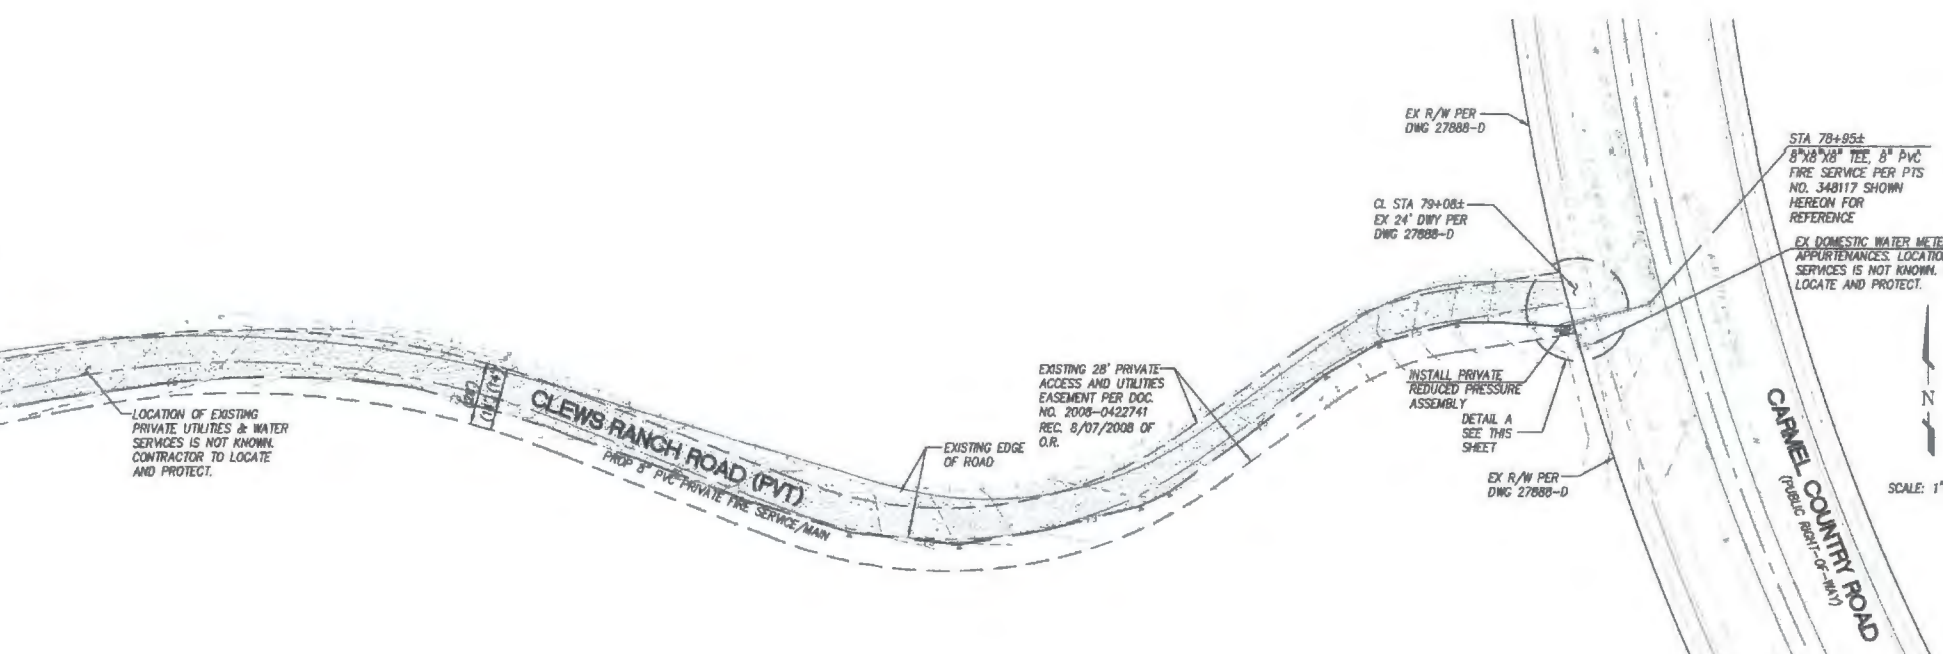 EX R/W PER
DWG 27888-D
STA 78+95±
8"X8"X8" TEE, 8" PVC
FIRE SERVICE PER PTS
NO. 348117 SHOWN
HEREON FOR
REFERENCE
CL STA 79+08±
EX 24' DWY PER
DWG 27888-D
EX DOMESTIC WATER METE
APPURTENANCES. LOCATIO
SERVICES IS NOT KNOWN.
LOCATE AND PROTECT.
EXISTING 28' PRIVATE
ACCESS AND UTILITIES
EASEMENT PER DOC.
NO. 2008-0422741
REC. 8/07/2008 OF
O.R.
INSTALL PRIVATE
REDUCED PRESSURE
ASSEMBLY
DETAIL A
SEE THIS
SHEET
EX R/W PER
DWG 27888-D
N
SCALE: 1"
LOCATION OF EXISTING
PRIVATE UTILITIES & WATER
SERVICES IS NOT KNOWN.
CONTRACTOR TO LOCATE
AND PROTECT.
CLEWS RANCH ROAD (PVT)
PROP 8" PVC PRIVATE FIRE SERVICE/MAIN
EXISTING EDGE
OF ROAD
CARMEL COUNTRY ROAD
(PUBLIC RIGHT-OF-WAY)